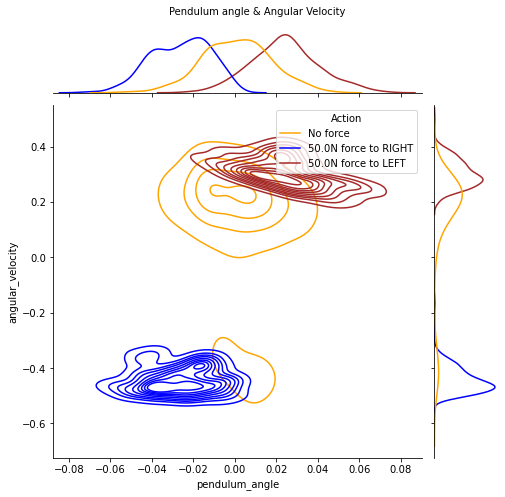 Pendulum angle & Angular Velocity
Action
No force
50.0N force to RIGHT
50.0N force to LEFT
0.4
0.2
0.0
−0.2
−0.4
−0.6
angular_velocity
−0.08 −0.06 −0.04 −0.02 0.00 0.02 0.04 0.06 0.08
pendulum_angle